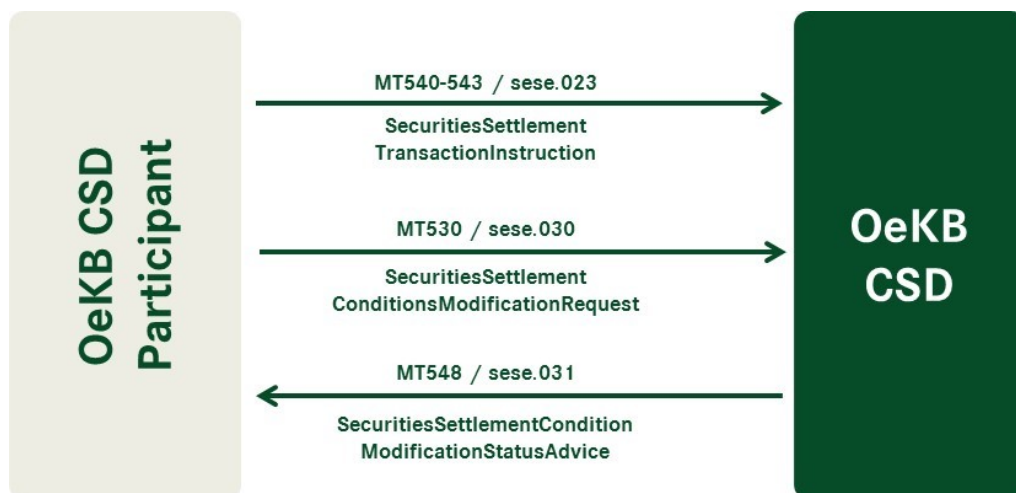 OeKB CSD
Participant
MT540-543 / sese.023
SecuritiesSettlement
TransactionInstruction
MT530 / sese.030
SecuritiesSettlement
ConditionsModificationRequest
MT548 / sese.031
SecuritiesSettlementCondition
ModificationStatusAdvice
OeKB
CSD